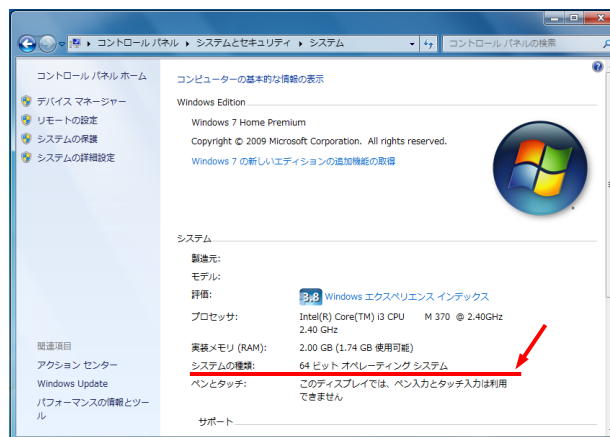 コントロール パネル ▸ システムとセキュリティ ▸ システム
コントロール パネルの検索
コントロール パネル ホーム
デバイス マネージャー
リモートの設定
システムの保護
システムの詳細設定
関連項目
アクション センター
Windows Update
パフォーマンスの情報とツー
ル
コンピューターの基本的な情報の表示
Windows Edition
Windows 7 Home Premium
Copyright © 2009 Microsoft Corporation. All rights reserved.
Windows 7 の新しいエディションの追加機能の取得
システム
製造元:
モデル:
評価: 3.8 Windows エクスペリエンス インデックス
プロセッサ: Intel(R) Core(TM) i3 CPU M 370 @ 2.40GHz
2.40 GHz
実装メモリ (RAM): 2.00 GB (1.74 GB 使用可能)
システムの種類: 64 ビット オペレーティング システム
ペンとタッチ: このディスプレイでは、ペン入力とタッチ入力は利用
できません
サポート